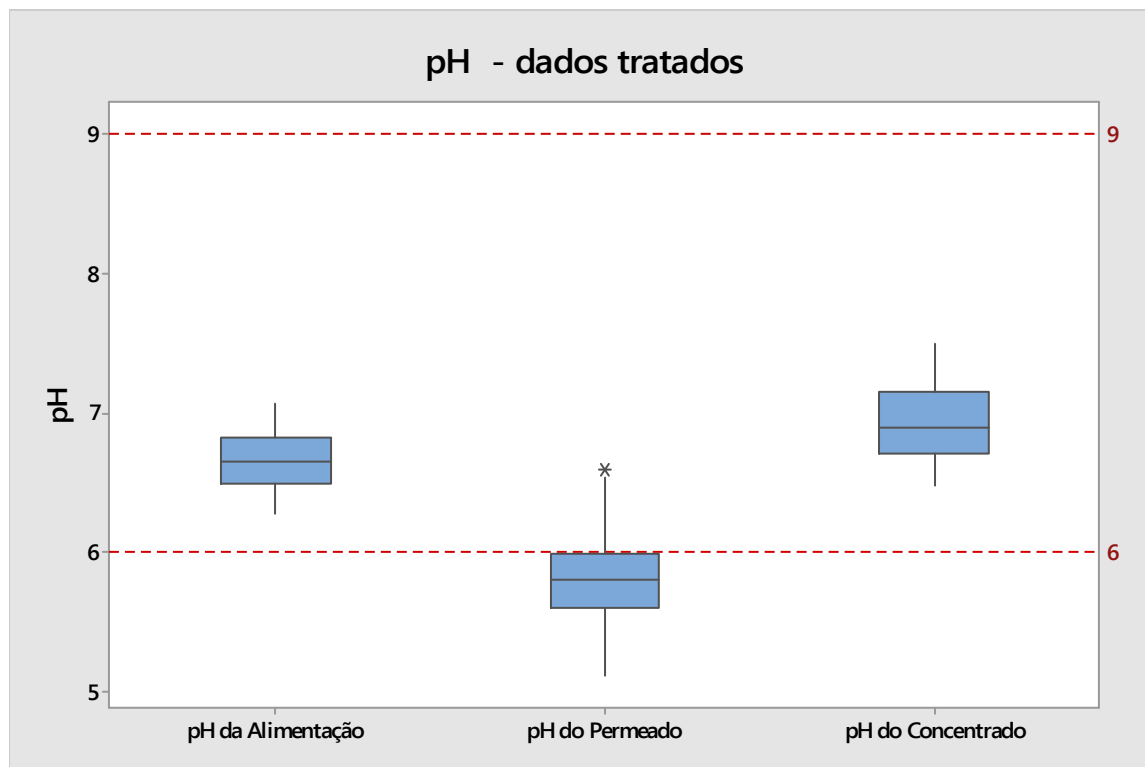 pH - dados tratados
9
9
8
7
pH
6
6
5
pH da Alimentação
pH do Permeado
pH do Concentrado